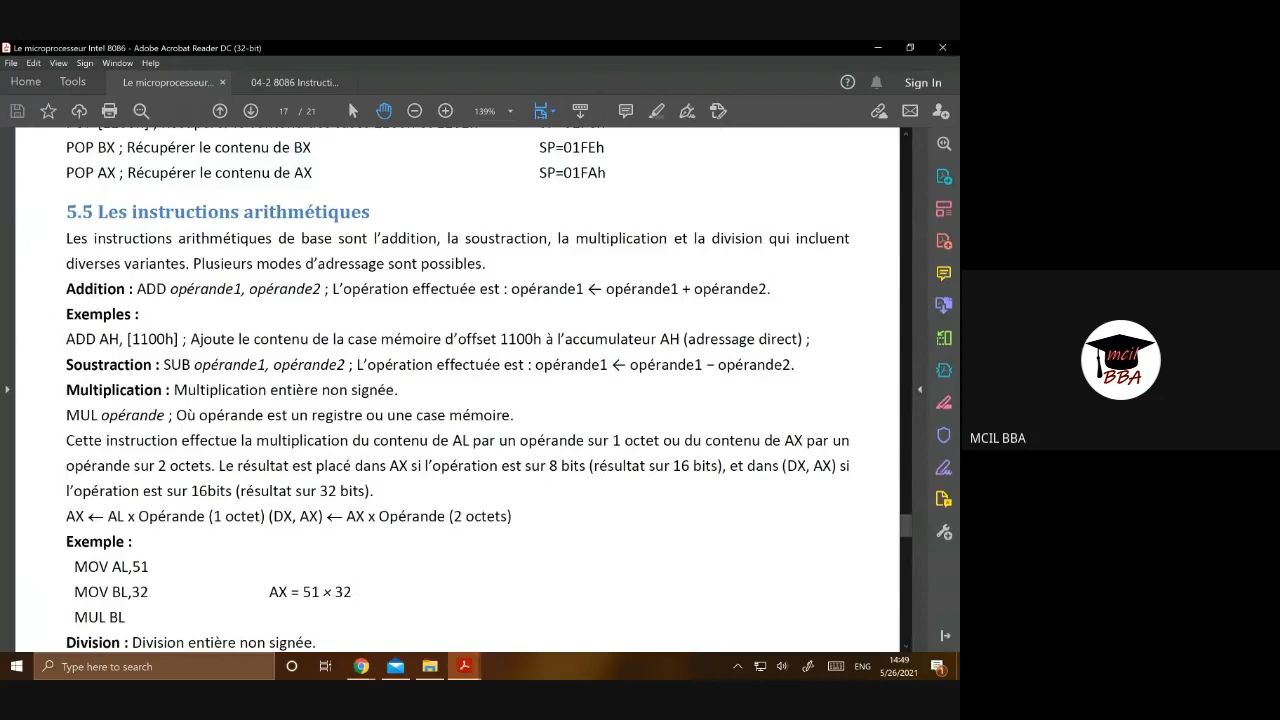 Le microprocesseur Intel 8086 - Adobe Acrobat Reader DC (32-bit)
File Edit View Sign Window Help
Home Tools Le microprocesseur... × 04-2 8086 Instructi... Sign In
17 / 21 139%
POP BX ; Récupérer le contenu de BX SP=01FEh
POP AX ; Récupérer le contenu de AX SP=01FAh
5.5 Les instructions arithmétiques
Les instructions arithmétiques de base sont l’addition, la soustraction, la multiplication et la division qui incluent
diverses variantes. Plusieurs modes d’adressage sont possibles.
Addition : ADD opérande1, opérande2 ; L’opération effectuée est : opérande1 ← opérande1 + opérande2.
Exemples :
ADD AH, [1100h] ; Ajoute le contenu de la case mémoire d’offset 1100h à l’accumulateur AH (adressage direct) ;
Soustraction : SUB opérande1, opérande2 ; L’opération effectuée est : opérande1 ← opérande1 − opérande2.
Multiplication : Multiplication entière non signée.
MUL opérande ; Où opérande est un registre ou une case mémoire.
Cette instruction effectue la multiplication du contenu de AL par un opérande sur 1 octet ou du contenu de AX par un
opérande sur 2 octets. Le résultat est placé dans AX si l’opération est sur 8 bits (résultat sur 16 bits), et dans (DX, AX) si
l’opération est sur 16bits (résultat sur 32 bits).
AX ← AL x Opérande (1 octet) (DX, AX) ← AX x Opérande (2 octets)
Exemple :
MOV AL,51
MOV BL,32 AX = 51 × 32
MUL BL
Division : Division entière non signée.
Type here to search
ENG
14:49
5/26/2021
1
mcil
BBA
MCIL BBA